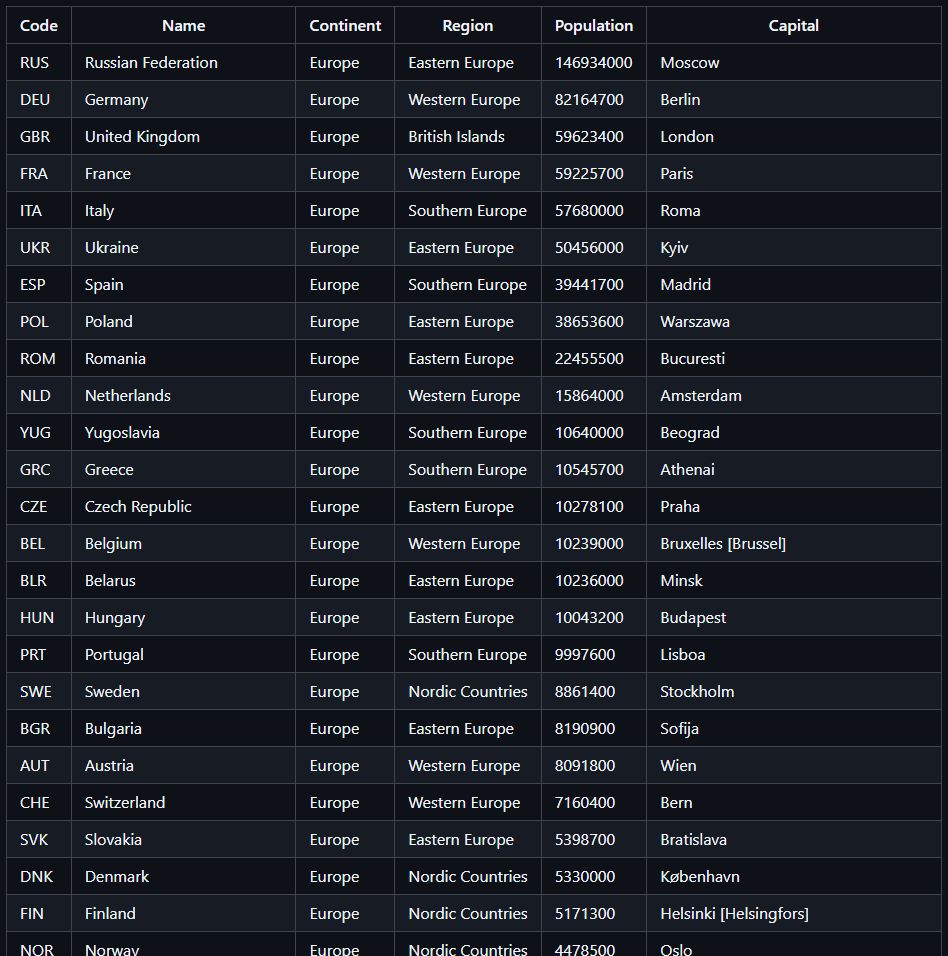 Code Name Continent Region Population Capital
RUS Russian Federation Europe Eastern Europe 146934000 Moscow
DEU Germany Europe Western Europe 82164700 Berlin
GBR United Kingdom Europe British Islands 59623400 London
FRA France Europe Western Europe 59225700 Paris
ITA Italy Europe Southern Europe 57680000 Roma
UKR Ukraine Europe Eastern Europe 50456000 Kyiv
ESP Spain Europe Southern Europe 39441700 Madrid
POL Poland Europe Eastern Europe 38653600 Warszawa
ROM Romania Europe Eastern Europe 22455500 Bucuresti
NLD Netherlands Europe Western Europe 15864000 Amsterdam
YUG Yugoslavia Europe Southern Europe 10640000 Beograd
GRC Greece Europe Southern Europe 10545700 Athenai
CZE Czech Republic Europe Eastern Europe 10278100 Praha
BEL Belgium Europe Western Europe 10239000 Bruxelles [Brussel]
BLR Belarus Europe Eastern Europe 10236000 Minsk
HUN Hungary Europe Eastern Europe 10043200 Budapest
PRT Portugal Europe Southern Europe 9997600 Lisboa
SWE Sweden Europe Nordic Countries 8861400 Stockholm
BGR Bulgaria Europe Eastern Europe 8190900 Sofija
AUT Austria Europe Western Europe 8091800 Wien
CHE Switzerland Europe Western Europe 7160400 Bern
SVK Slovakia Europe Eastern Europe 5398700 Bratislava
DNK Denmark Europe Nordic Countries 5330000 København
FIN Finland Europe Nordic Countries 5171300 Helsinki [Helsingfors]
NOR Norway Europe Nordic Countries 4478500 Oslo